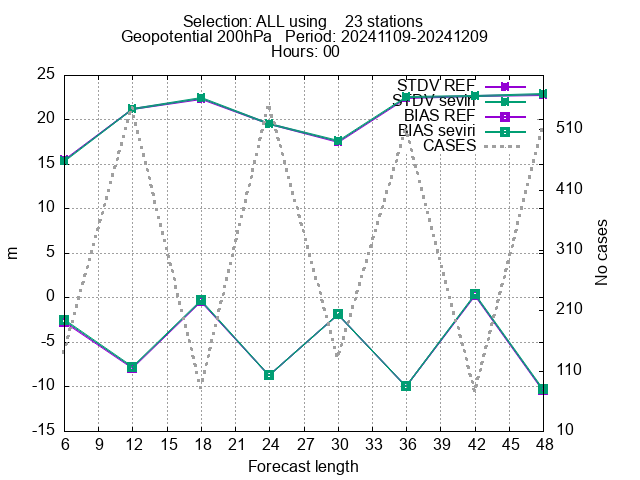 Selection: ALL using    23 stations
Geopotential 200hPa   Period: 20241109-20241209
Hours: 00
STDV REF
STDV seviri
BIAS REF
BIAS seviri
CASES
25
20
15
10
5
0
-5
-10
-15
m
510
410
310
210
110
10
No cases
6 9 12 15 18 21 24 27 30 33 36 39 42 45 48
Forecast length